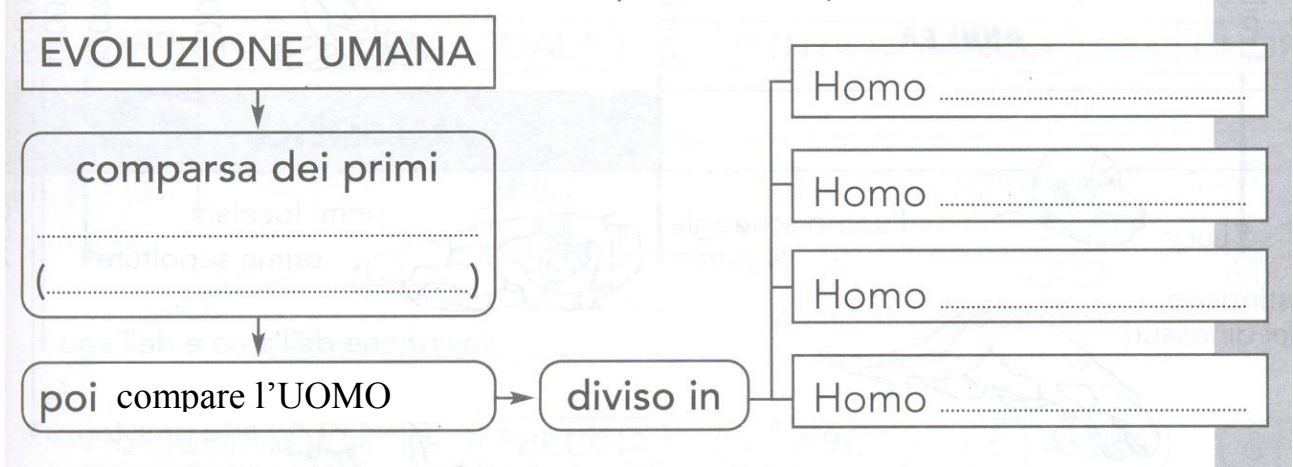 EVOLUZIONE UMANA
comparsa dei primi
(..............................)
poi compare l’UOMO
diviso in
Homo ..............................
Homo ..............................
Homo ..............................
Homo ..............................